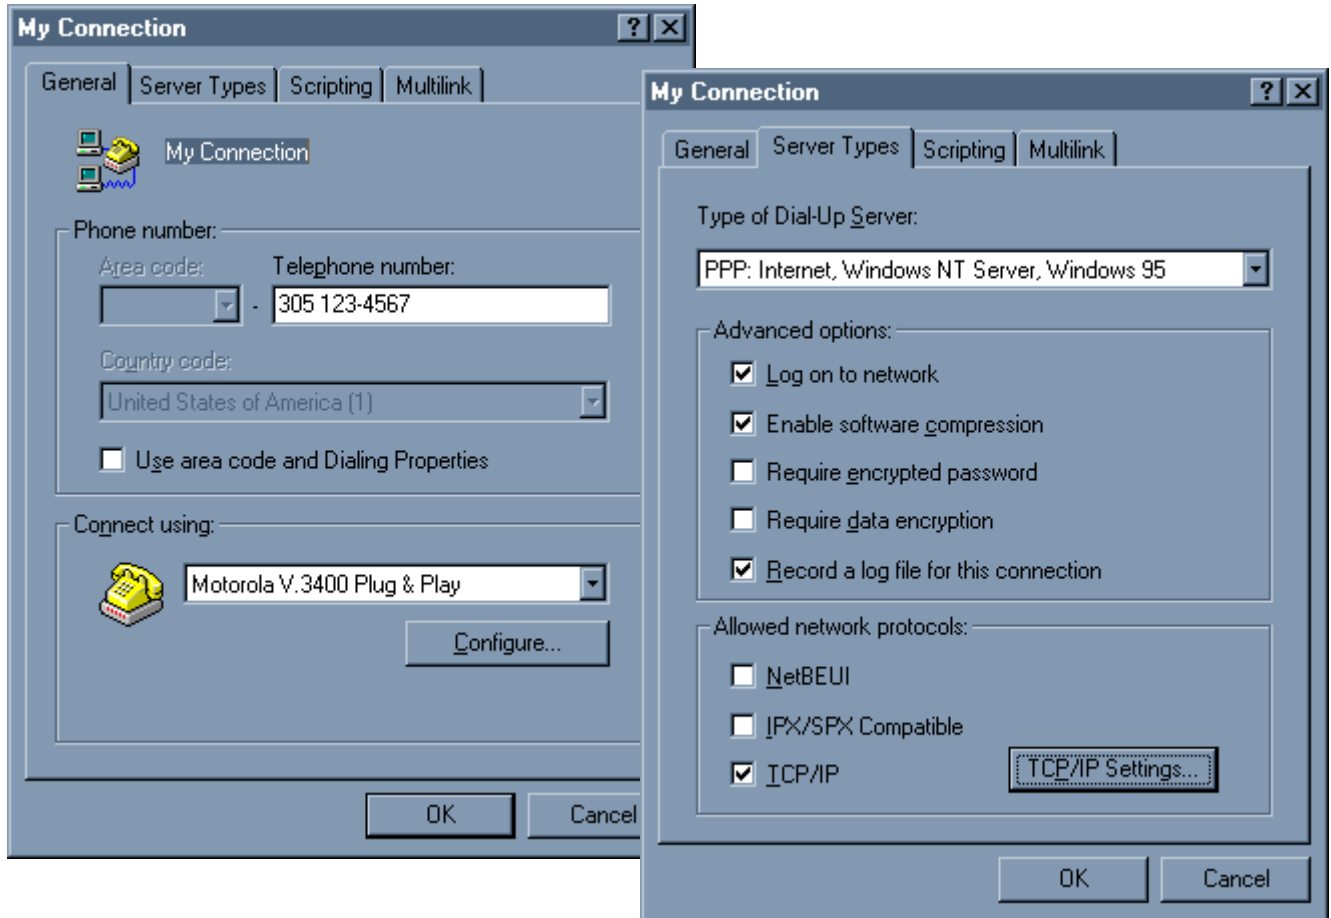 My Connection
General Server Types Scripting Multilink
My Connection
Phone number:
Area code: Telephone number:
- 305 123-4567
Country code:
United States of America (1)
Use area code and Dialing Properties
Connect using:
Motorola V.3400 Plug & Play
Configure...
OK Cancel
My Connection
General Server Types Scripting Multilink
Type of Dial-Up Server:
PPP: Internet, Windows NT Server, Windows 95
Advanced options:
Log on to network
Enable software compression
Require encrypted password
Require data encryption
Record a log file for this connection
Allowed network protocols:
NetBEUI
IPX/SPX Compatible
TCP/IP TCP/IP Settings...
OK Cancel